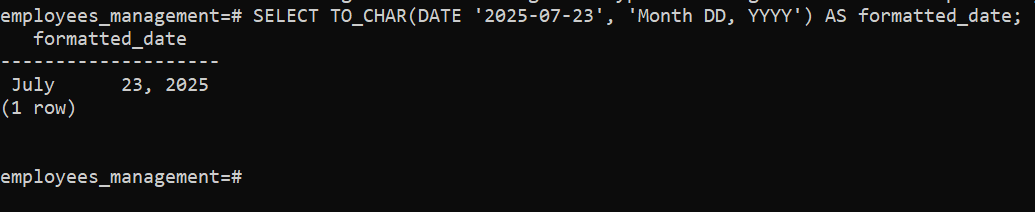 employees_management=# SELECT TO_CHAR(DATE '2025-07-23', 'Month DD, YYYY') AS formatted_date;
   formatted_date
--------------------
 July      23, 2025
(1 row)
employees_management=#